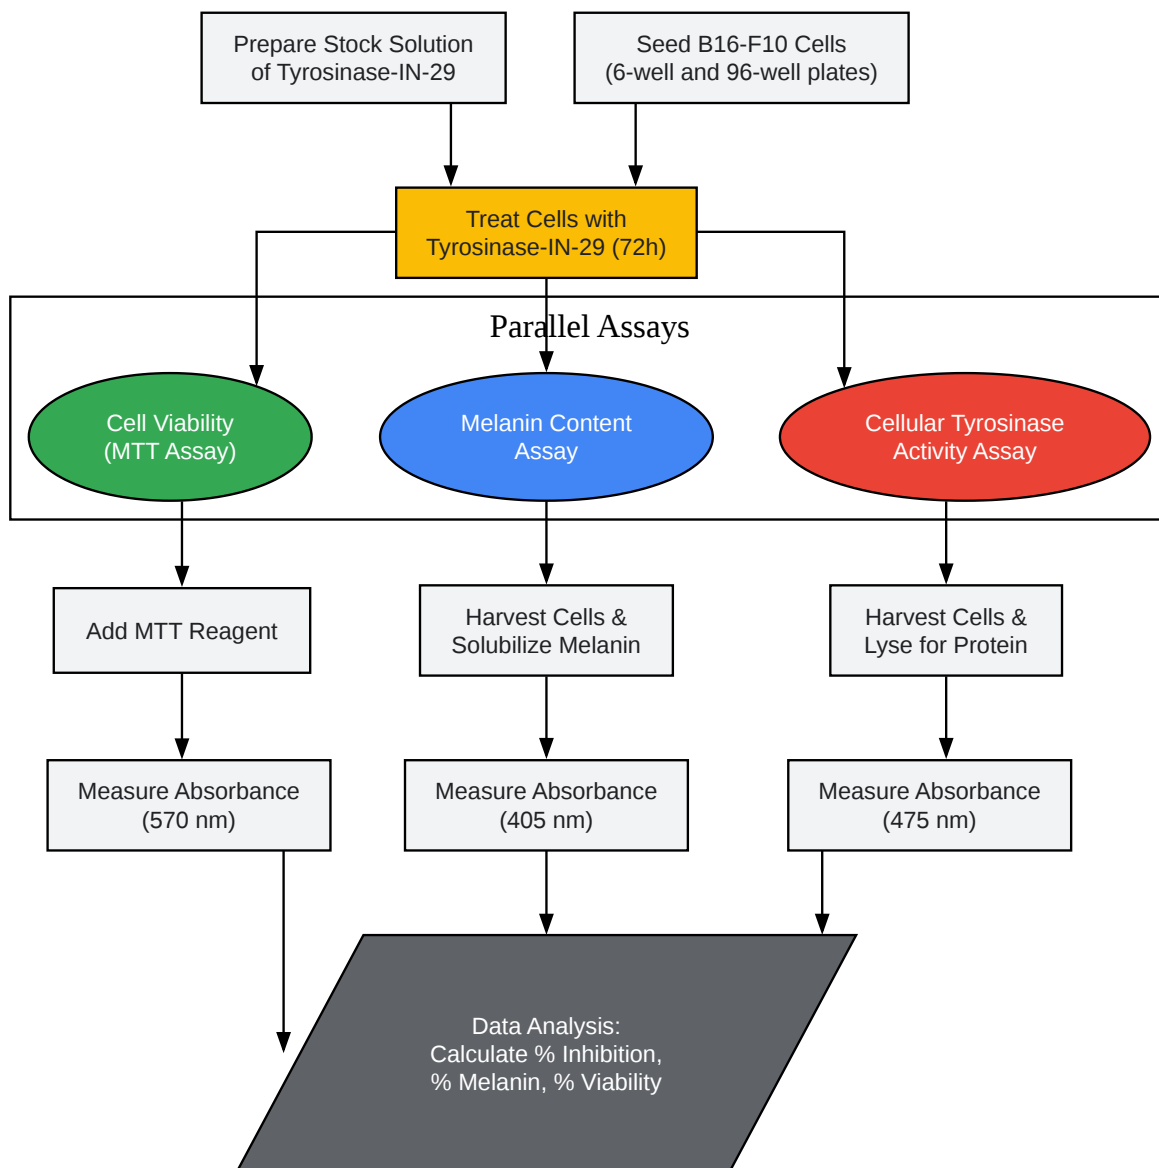 Prepare Stock Solution
of Tyrosinase-IN-29
Seed B16-F10 Cells
(6-well and 96-well plates)
Treat Cells with
Tyrosinase-IN-29 (72h)
Parallel Assays
Cell Viability
(MTT Assay)
Melanin Content
Assay
Cellular Tyrosinase
Activity Assay
Add MTT Reagent
Harvest Cells &
Solubilize Melanin
Harvest Cells &
Lyse for Protein
Measure Absorbance
(570 nm)
Measure Absorbance
(405 nm)
Measure Absorbance
(475 nm)
Data Analysis:
Calculate % Inhibition,
% Melanin, % Viability